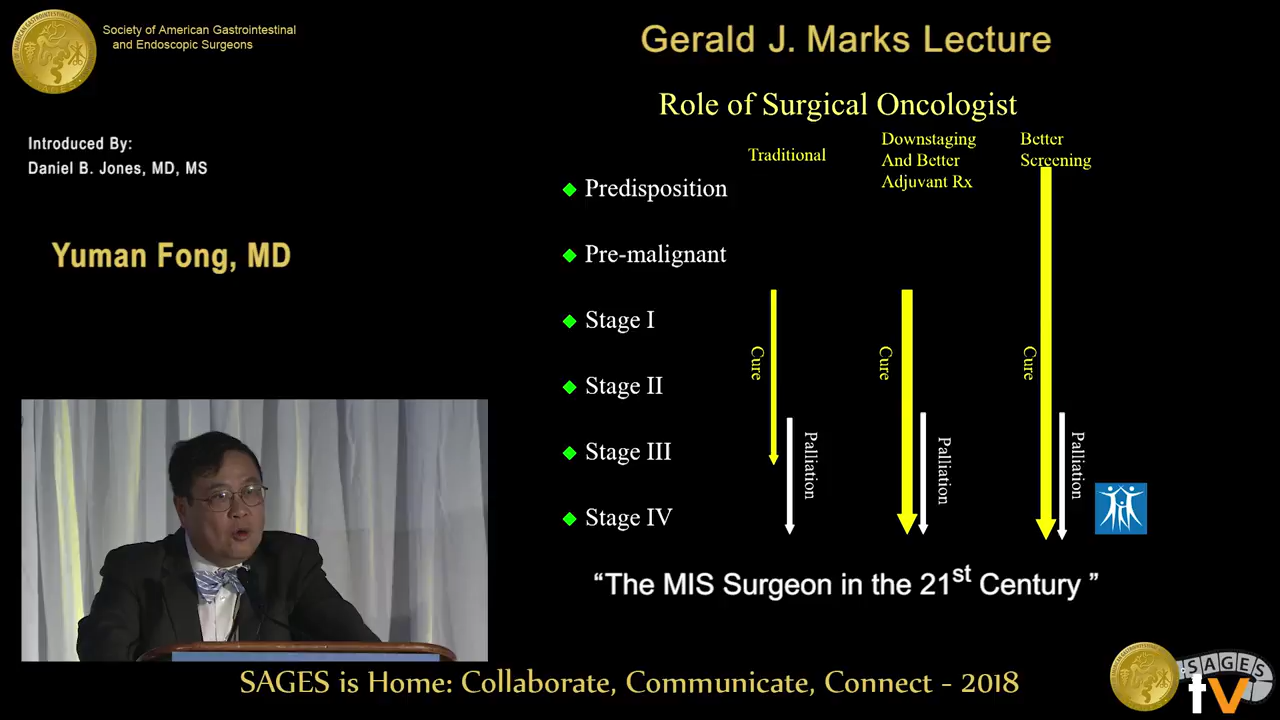 Society of American Gastrointestinal
and Endoscopic Surgeons
Gerald J. Marks Lecture
Introduced By:
Daniel B. Jones, MD, MS
Yuman Fong, MD
Role of Surgical Oncologist
Traditional
Downstaging
And Better
Adjuvant Rx
Better
Screening
Predisposition
Pre-malignant
Stage I
Stage II
Stage III
Stage IV
Cure
Palliation
Cure
Palliation
Cure
Palliation
“The MIS Surgeon in the 21st Century ”
SAGES is Home: Collaborate, Communicate, Connect - 2018
SAGES
tv